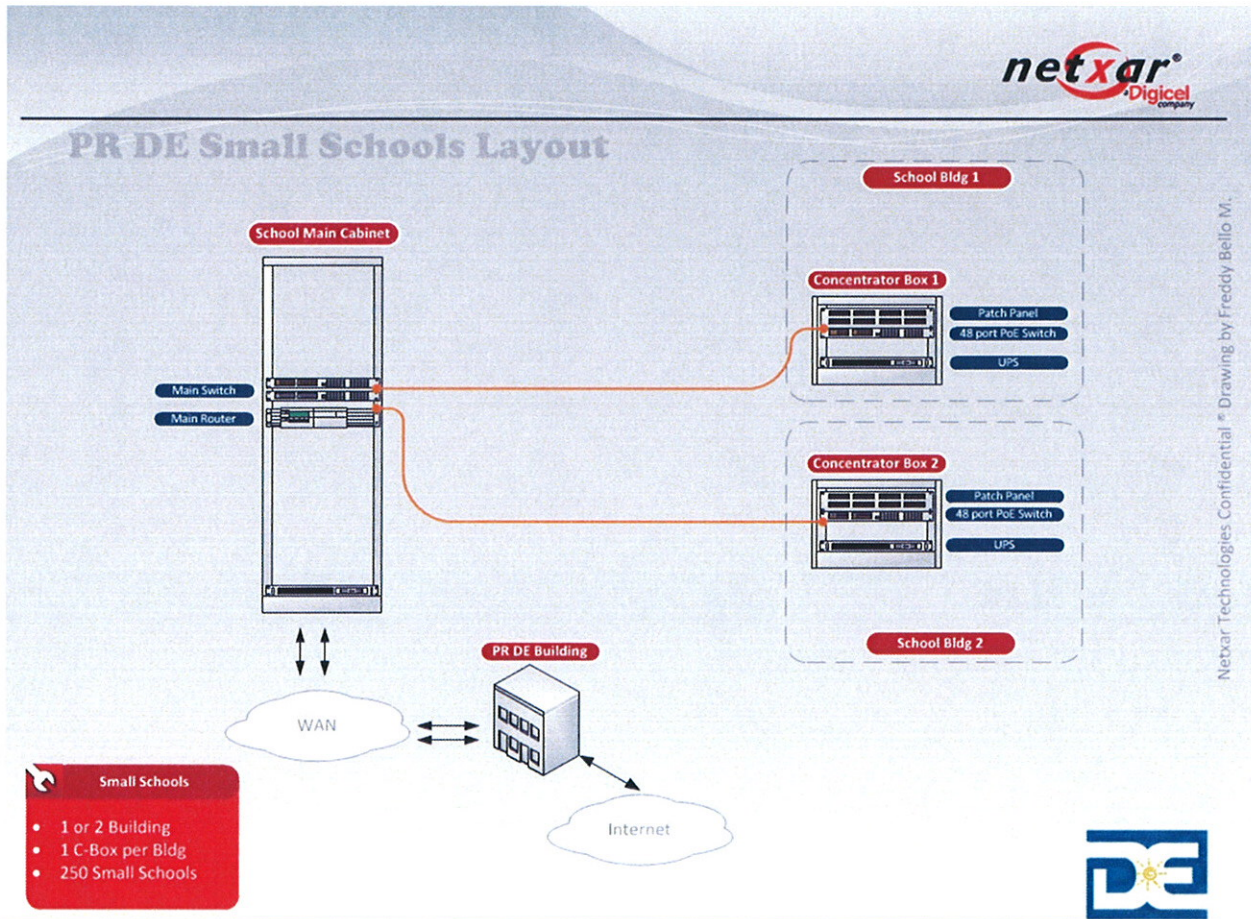 netxar®
a Digicel
company
PR DE Small Schools Layout
School Bldg 1
School Main Cabinet
Concentrator Box 1
Patch Panel
48 port PoE Switch
UPS
Main Switch
Main Router
Concentrator Box 2
Patch Panel
48 port PoE Switch
UPS
School Bldg 2
PR DE Building
WAN
Internet
Small Schools
• 1 or 2 Building
• 1 C-Box per Bldg
• 250 Small Schools
DE
Netxar Technologies Confidential ® Drawing by Freddy Bello M.